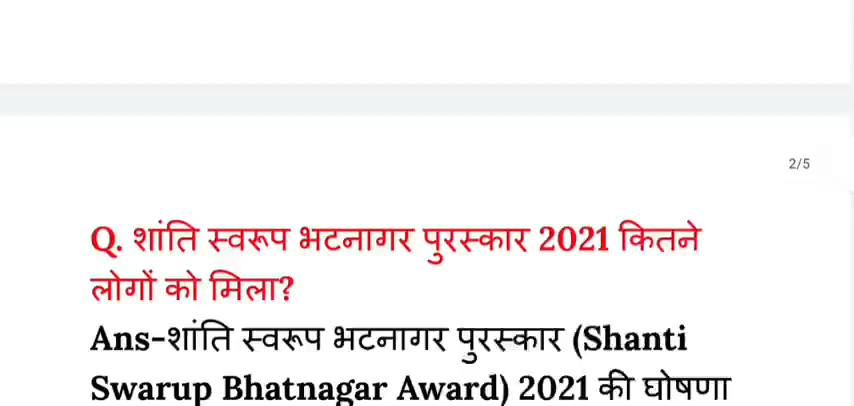 2/5
Q. शांति स्वरूप भटनागर पुरस्कार 2021 कितने
लोगों को मिला?
Ans-शांति स्वरूप भटनागर पुरस्कार (Shanti
Swarup Bhatnagar Award) 2021 की घोषणा